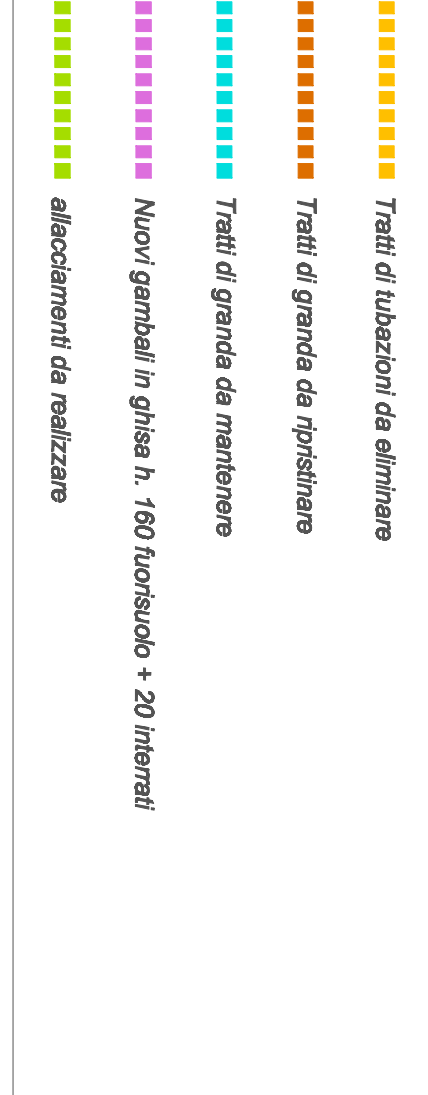 Tratti di tubazioni da eliminare
Tratti di granda da ripristinare
Tratti di granda da mantenere
Nuovi gambali in ghisa h. 160 fuorisuolo + 20 interrati
allacciamenti da realizzare